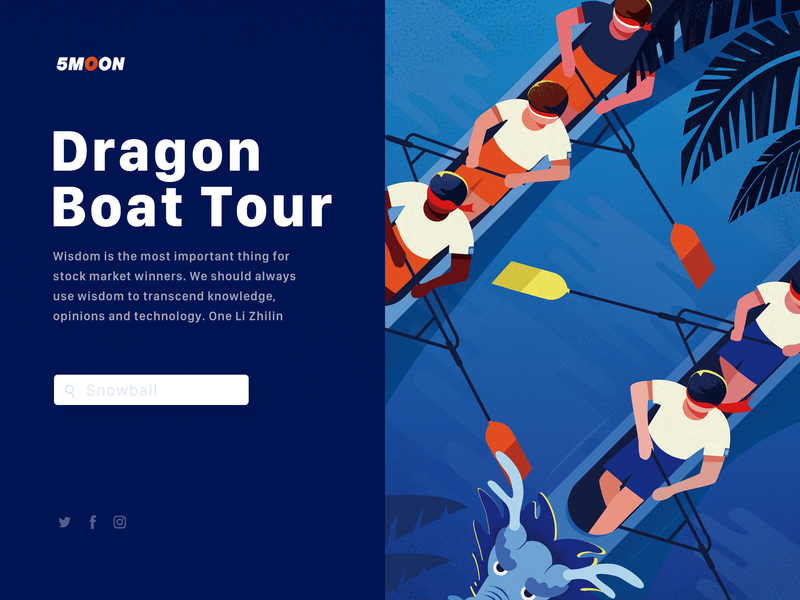 5MOON
Dragon
Boat Tour
Wisdom is the most important thing for
stock market winners. We should always
use wisdom to transcend knowledge,
opinions and technology. One Li Zhilin
Snowball